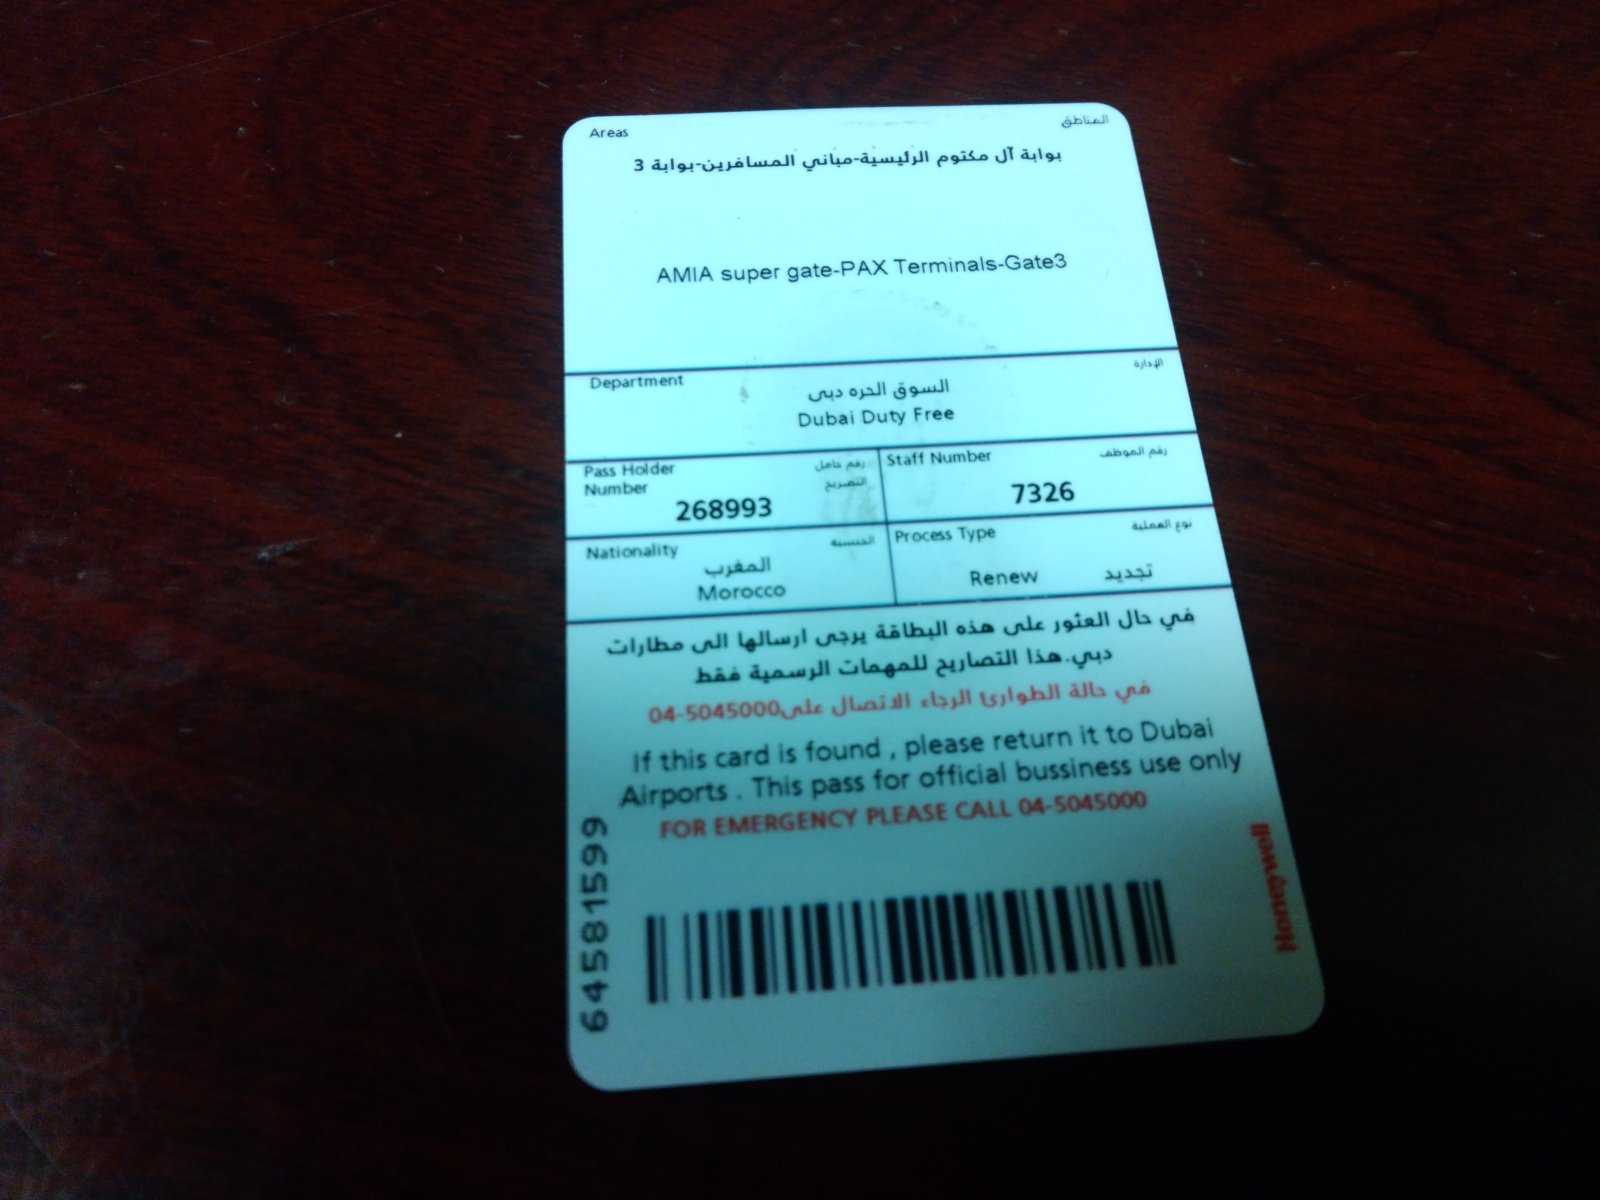 Areas المناطق
بوابة آل مكتوم الرئيسية-مباني المسافرين-بوابة 3
AMIA super gate-PAX Terminals-Gate3
Department الإدارة
السوق الحره دبى
Dubai Duty Free
Pass Holder رقم حامل
Number التصريح
268993
Staff Number رقم الموظف
7326
Nationality الجنسية
المغرب
Morocco
Process Type نوع العملية
Renew تجديد
في حال العثور على هذه البطاقة يرجى ارسالها الى مطارات
دبي.هذا التصاريح للمهمات الرسمية فقط
في حالة الطوارئ الرجاء الاتصال على04-5045000
If this card is found , please return it to Dubai
Airports . This pass for official bussiness use only
FOR EMERGENCY PLEASE CALL 04-5045000
64581599
Honeywell